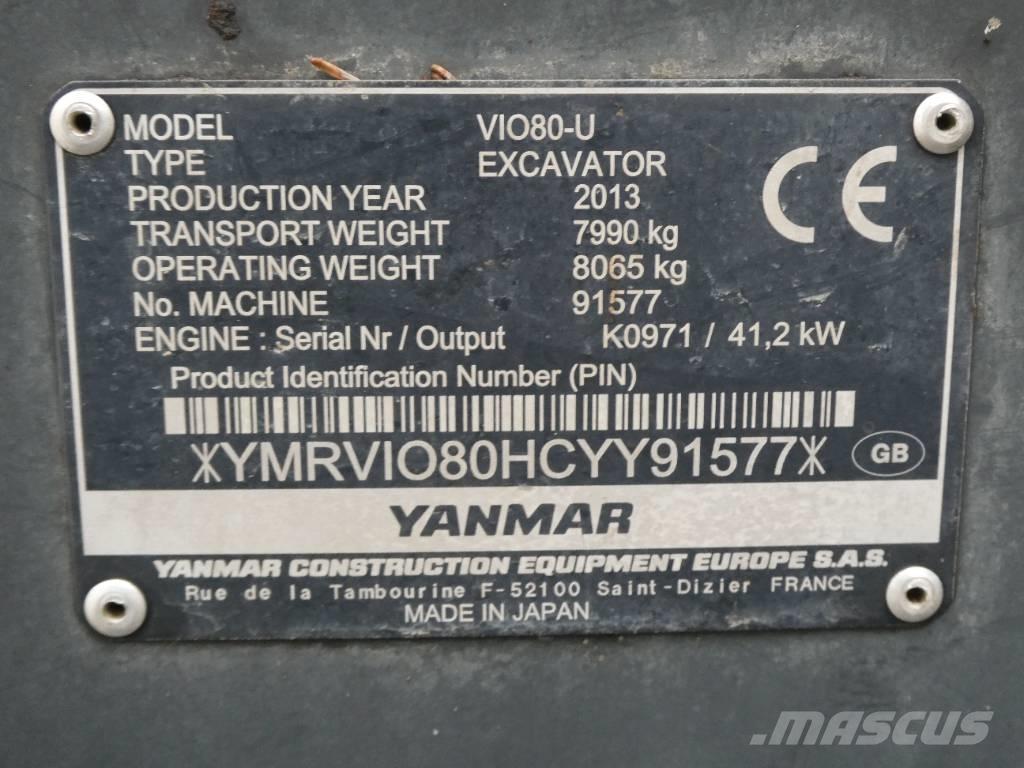 MODEL VIO80-U
TYPE EXCAVATOR
PRODUCTION YEAR 2013
TRANSPORT WEIGHT 7990 kg
OPERATING WEIGHT 8065 kg
No. MACHINE 91577
ENGINE : Serial Nr / Output K0971 / 41,2 kW
CE
Product Identification Number (PIN)
*YMRVIO80HCYY91577*
GB
YANMAR
YANMAR CONSTRUCTION EQUIPMENT EUROPE S.A.S.
Rue de la Tambourine F-52100 Saint-Dizier FRANCE
MADE IN JAPAN
MASCUS